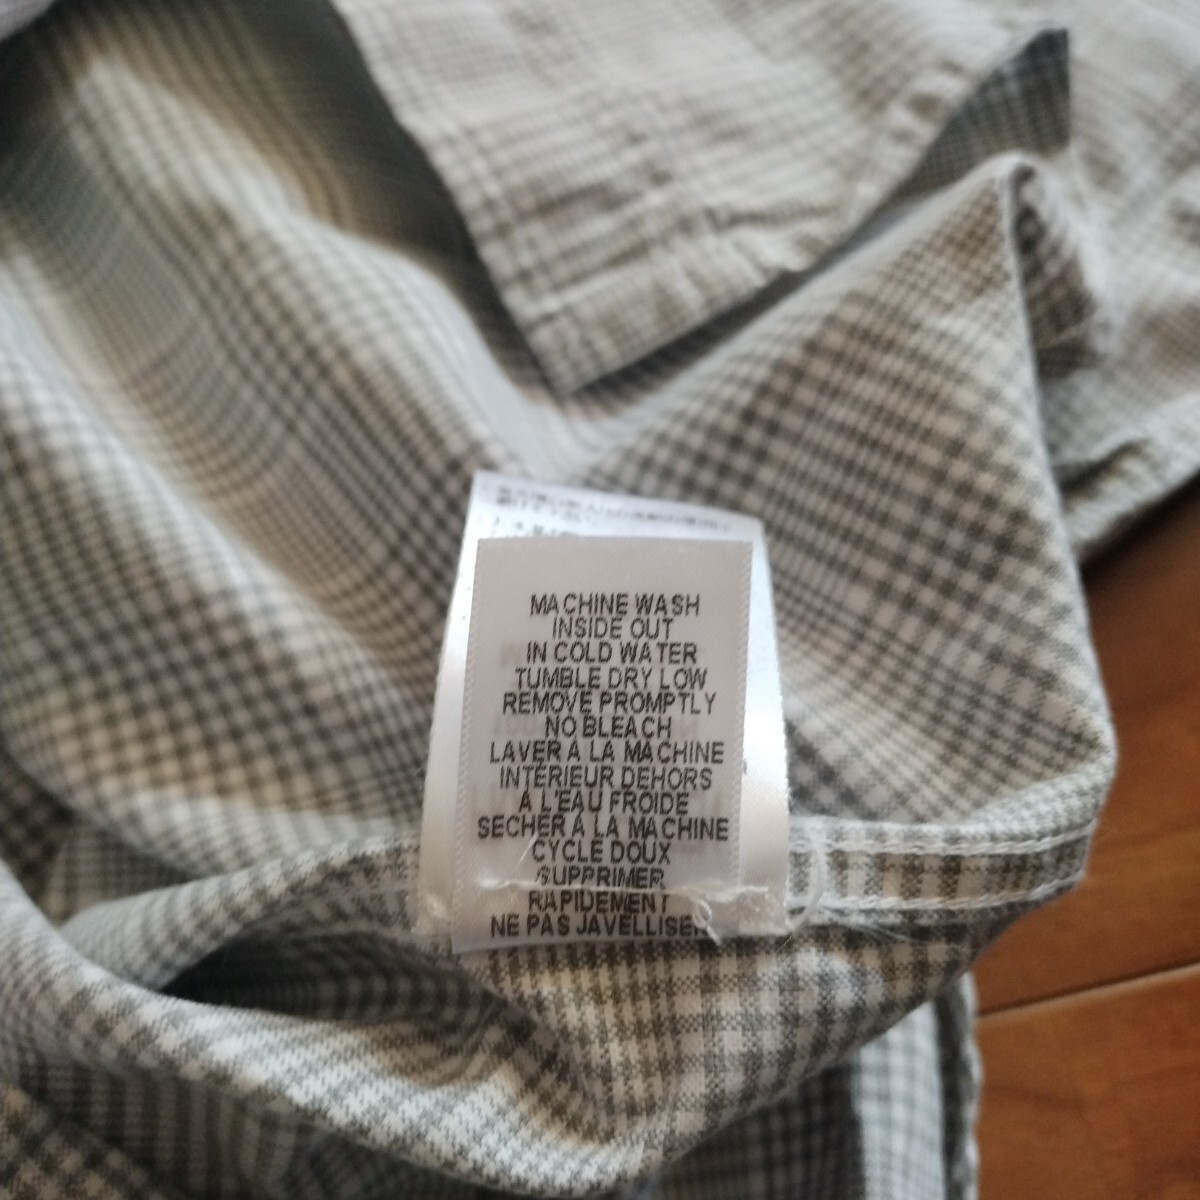 MACHINE WASH
INSIDE OUT
IN COLD WATER
TUMBLE DRY LOW
REMOVE PROMPTLY
NO BLEACH
LAVER À LA MACHINE
INTÉRIEUR DEHORS
À L'EAU FROIDE
SÉCHER À LA MACHINE
CYCLE DOUX
SUPPRIMER
RAPIDEMENT
NE PAS JAVELLISER